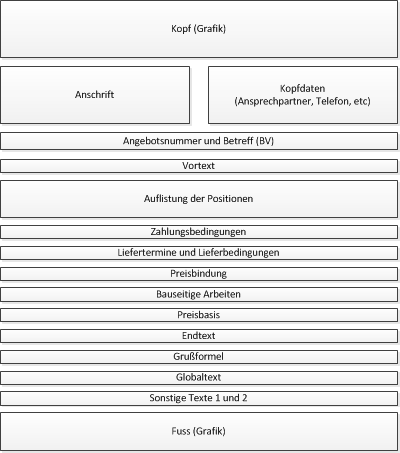 Kopf (Grafik)
Anschrift
Kopfdaten
(Ansprechpartner, Telefon, etc)
Angebotsnummer und Betreff (BV)
Vortext
Auflistung der Positionen
Zahlungsbedingungen
Liefertermine und Lieferbedingungen
Preisbindung
Bauseitige Arbeiten
Preisbasis
Endtext
Grußformel
Globaltext
Sonstige Texte 1 und 2
Fuss (Grafik)